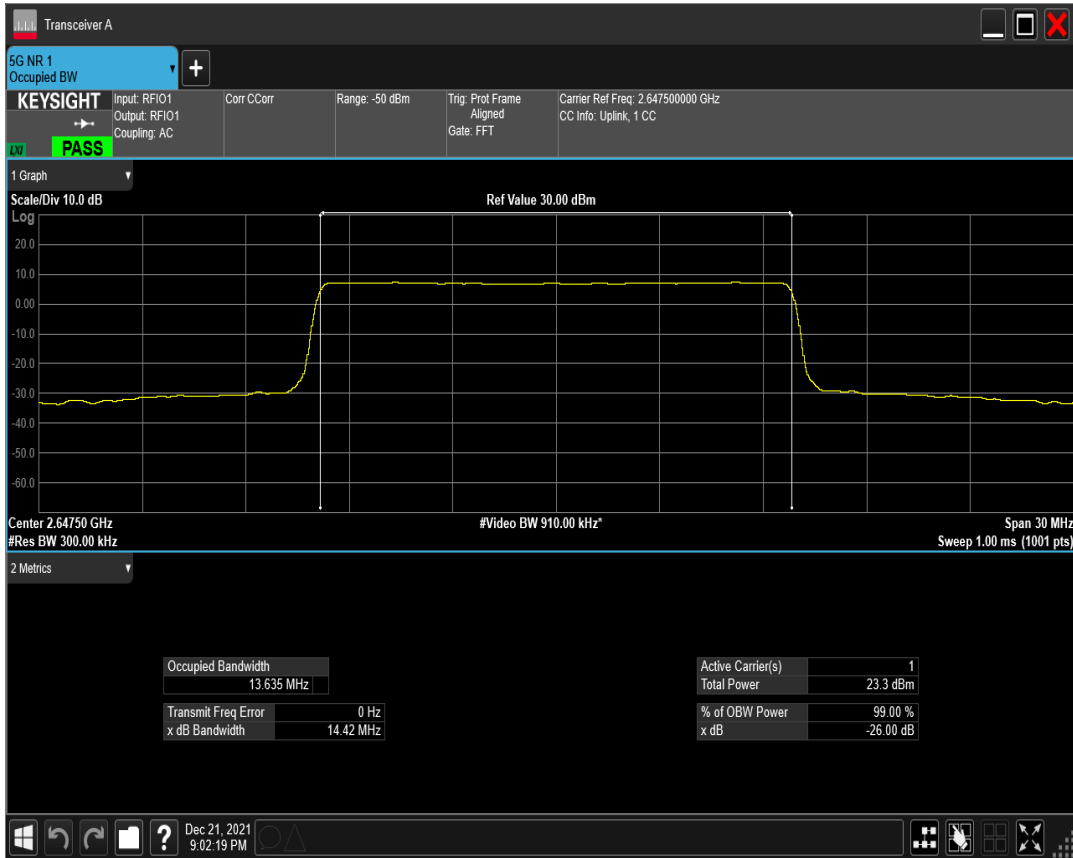 Transceiver A
5G NR 1
Occupied BW
+
KEYSIGHT
Input: RFIO1
Output: RFIO1
Coupling: AC
Corr CCorr
Range: -50 dBm
Trig: Prot Frame
Aligned
Gate: FFT
Carrier Ref Freq: 2.647500000 GHz
CC Info: Uplink, 1 CC
LXI
PASS
1 Graph
Scale/Div 10.0 dB
Ref Value 30.00 dBm
Log
20.0
10.0
0.00
-10.0
-20.0
-30.0
-40.0
-50.0
-60.0
Center 2.64750 GHz
#Video BW 910.00 kHz*
Span 30 MHz
#Res BW 300.00 kHz
Sweep 1.00 ms (1001 pts)
2 Metrics
Occupied Bandwidth
13.635 MHz
Transmit Freq Error 0 Hz
x dB Bandwidth 14.42 MHz
Active Carrier(s) 1
Total Power 23.3 dBm
% of OBW Power 99.00 %
x dB -26.00 dB
?
Dec 21, 2021
9:02:19 PM